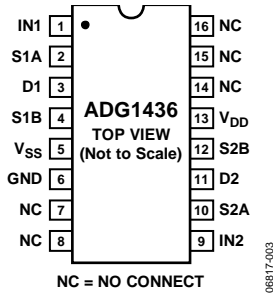 IN1 1
S1A 2
D1 3
S1B 4
VSS 5
GND 6
NC 7
NC 8
ADG1436
TOP VIEW
(Not to Scale)
16 NC
15 NC
14 NC
13 VDD
12 S2B
11 D2
10 S2A
9 IN2
NC = NO CONNECT
06817-003